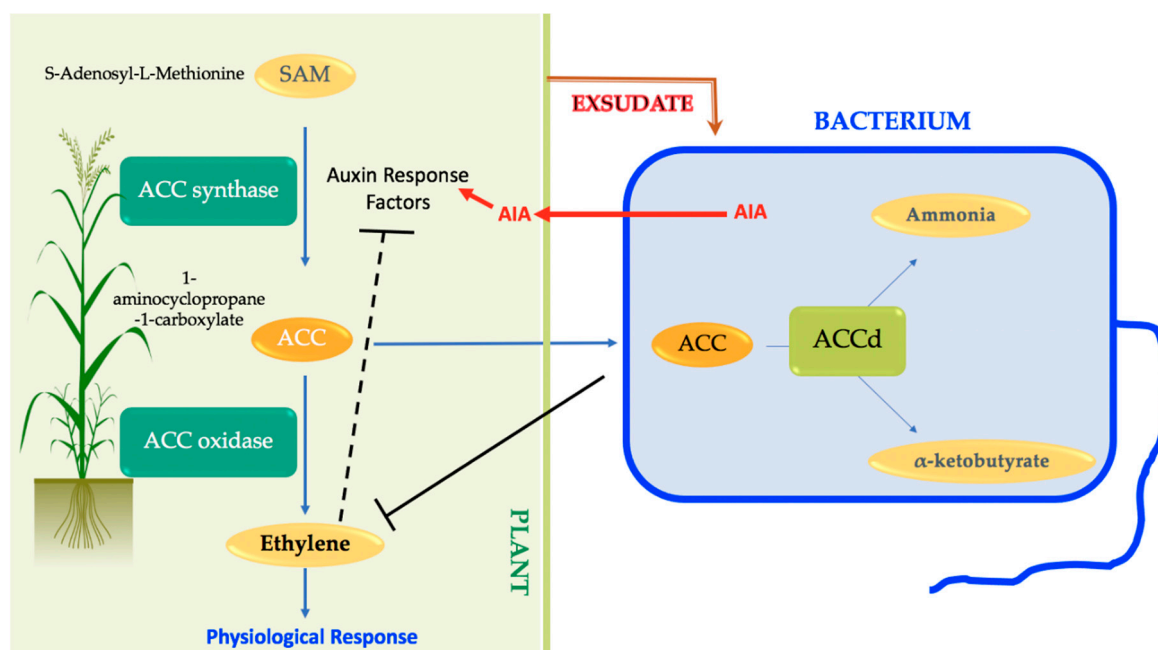 S-Adenosyl-L-Methionine
SAM
EXSUDATE
BACTERIUM
ACC synthase
Auxin Response
Factors
AIA
AIA
Ammonia
1-
aminocyclopropane
-1-carboxylate
ACC
ACC
ACCd
ACC oxidase
α-ketobutyrate
Ethylene
PLANT
Physiological Response